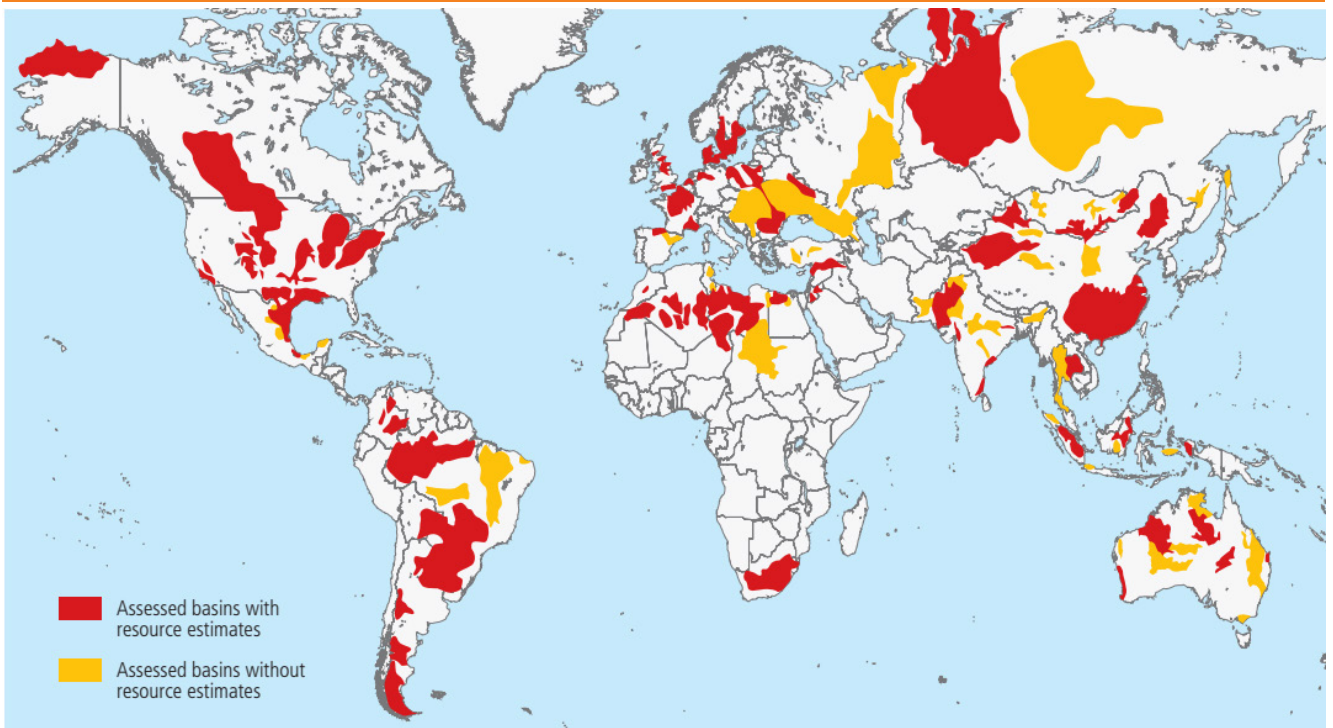 Assessed basins with
resource estimates
Assessed basins without
resource estimates